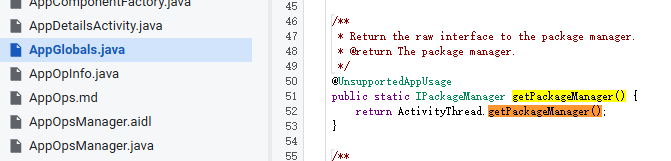 AppComponentFactory.java
AppDetailsActivity.java
AppGlobals.java
AppOpInfo.java
AppOps.md
AppOpsManager.aidl
AppOpsManager.java
45
46 /**
47 * Return the raw interface to the package manager.
48 * @return The package manager.
49 */
50 @UnsupportedAppUsage
51 public static IPackageManager getPackageManager() {
52 return ActivityThread.getPackageManager();
53 }
54
55 /**